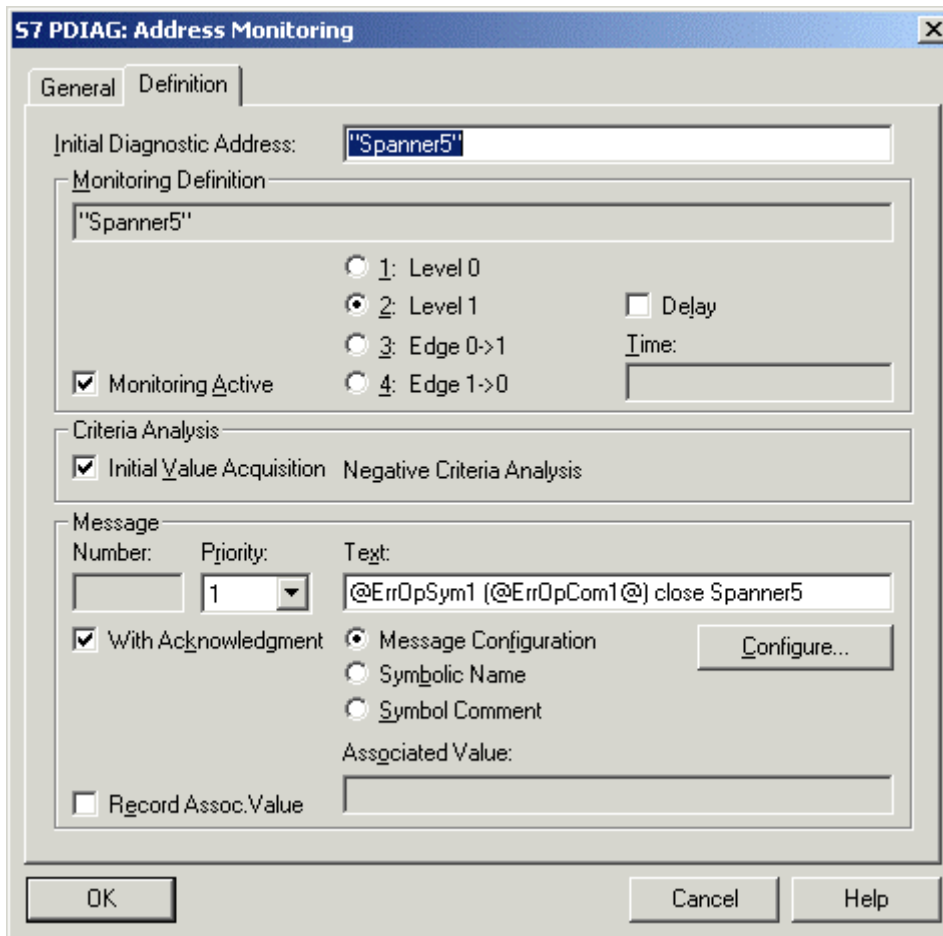 S7 PDIAG: Address Monitoring
General Definition
Initial Diagnostic Address: "Spanner5"
Monitoring Definition
"Spanner5"
1: Level 0
2: Level 1 Delay
3: Edge 0->1 Time:
Monitoring Active 4: Edge 1->0
Criteria Analysis
Initial Value Acquisition Negative Criteria Analysis
Message
Number: Priority: Text:
1 @ErrOpSym1 (@ErrOpCom1@) close Spanner5
With Acknowledgment Message Configuration Configure...
Symbolic Name
Symbol Comment
Associated Value:
Record Assoc.Value
OK Cancel Help